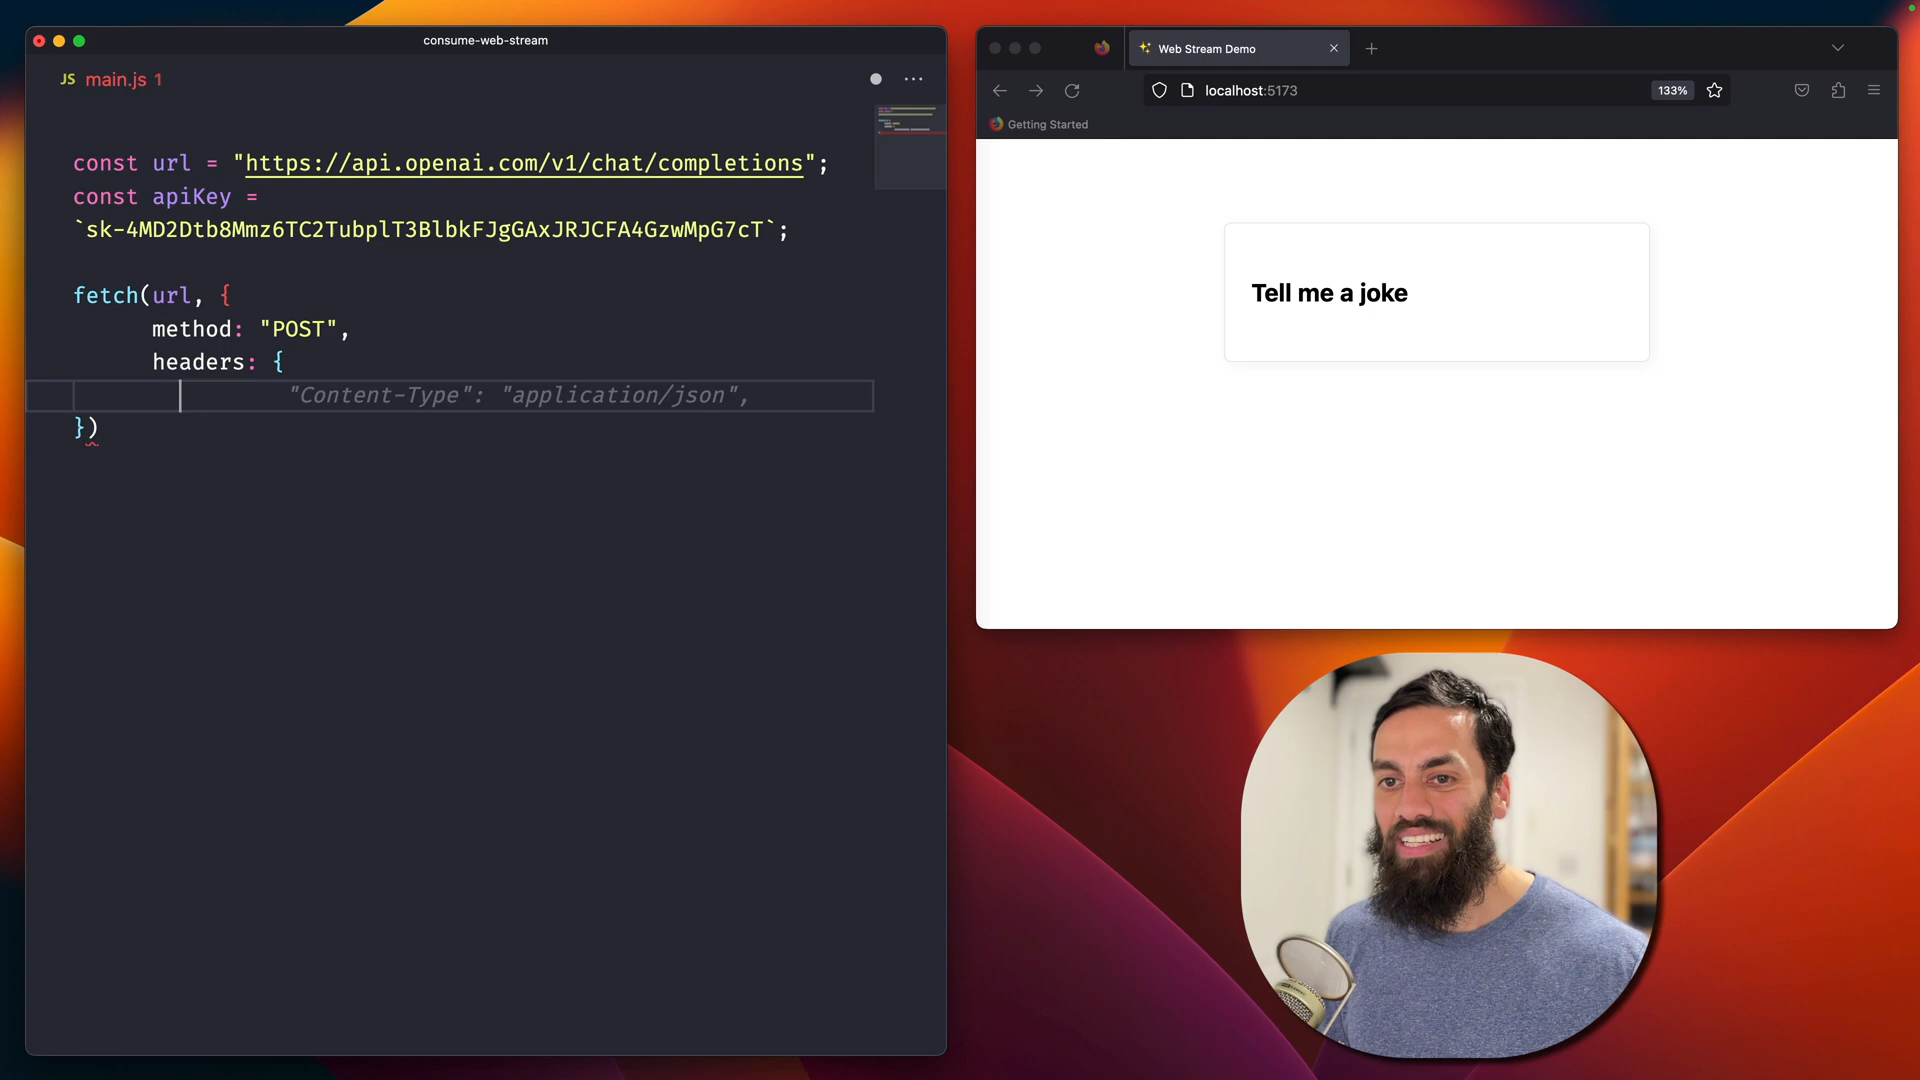 consume-web-stream
JS main.js 1
const url = "https://api.openai.com/v1/chat/completions";
const apiKey =
`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`;
fetch(url, {
method: "POST",
headers: {
"Content-Type": "application/json",
})
Web Stream Demo
localhost:5173
133%
Getting Started
Tell me a joke